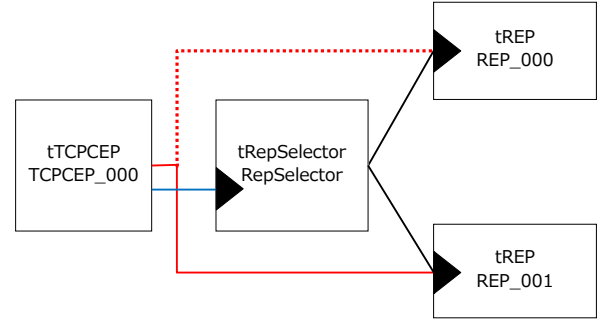 tREP
REP_000
tTCPCEP
TCPCEP_000
tRepSelector
RepSelector
tREP
REP_001